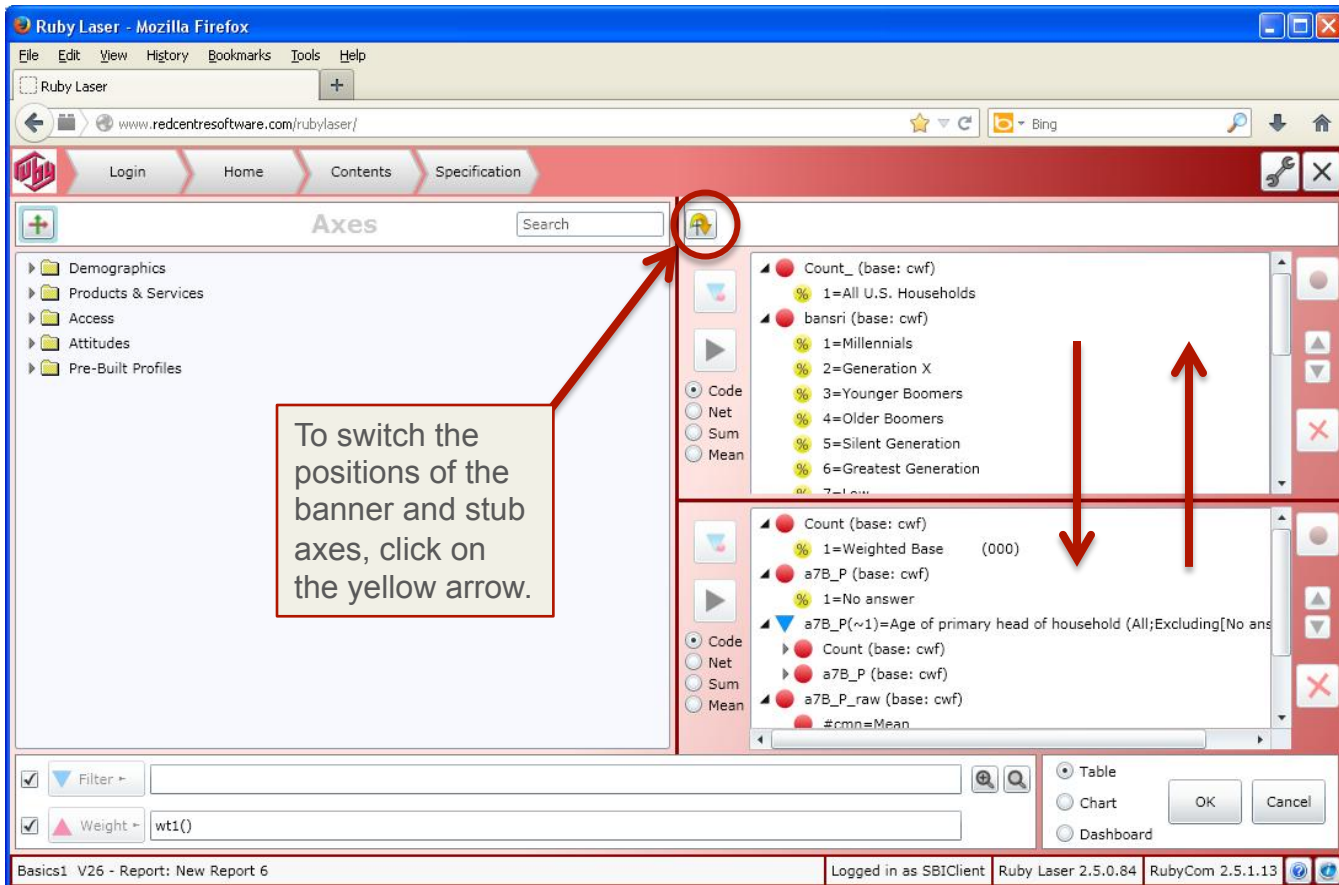 Ruby Laser - Mozilla Firefox
File Edit View History Bookmarks Tools Help
Ruby Laser +
www.redcentresoftware.com/rubylaser/
Bing
Ruby
Login Home Contents Specification
Axes
Search
Demographics
Products & Services
Access
Attitudes
Pre-Built Profiles
To switch the
positions of the
banner and stub
axes, click on
the yellow arrow.
Code
Net
Sum
Mean
Count_ (base: cwf)
% 1=All U.S. Households
bansri (base: cwf)
% 1=Millennials
% 2=Generation X
% 3=Younger Boomers
% 4=Older Boomers
% 5=Silent Generation
% 6=Greatest Generation
% 7=Low
Code
Net
Sum
Mean
Count (base: cwf)
% 1=Weighted Base (000)
a7B_P (base: cwf)
% 1=No answer
a7B_P(~1)=Age of primary head of household (All;Excluding[No ans
Count (base: cwf)
a7B_P (base: cwf)
a7B_P_raw (base: cwf)
#cmn=Mean
Filter
Weight wt1()
Table
Chart
Dashboard
OK Cancel
Basics1 V26 - Report: New Report 6 Logged in as SBIClient Ruby Laser 2.5.0.84 RubyCom 2.5.1.13